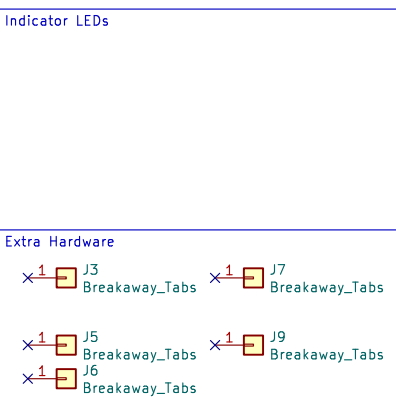 Indicator LEDs
Extra Hardware
1 J3 1 J7
Breakaway_Tabs Breakaway_Tabs
1 J5 1 J9
Breakaway_Tabs Breakaway_Tabs
1 J6
Breakaway_Tabs